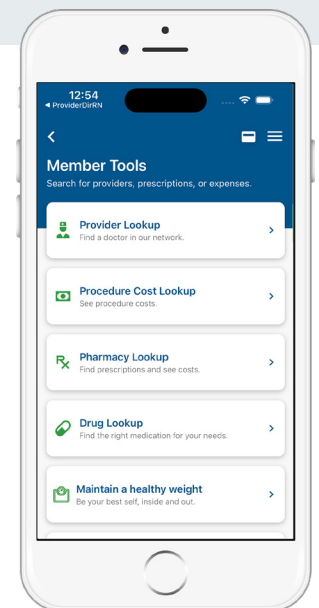 12:54
◀ ProviderDirRN
Member Tools
Search for providers, prescriptions, or expenses.
Provider Lookup
Find a doctor in our network.
Procedure Cost Lookup
See procedure costs.
Rx
Pharmacy Lookup
Find prescriptions and see costs.
Drug Lookup
Find the right medication for your needs.
Maintain a healthy weight
Be your best self, inside and out.